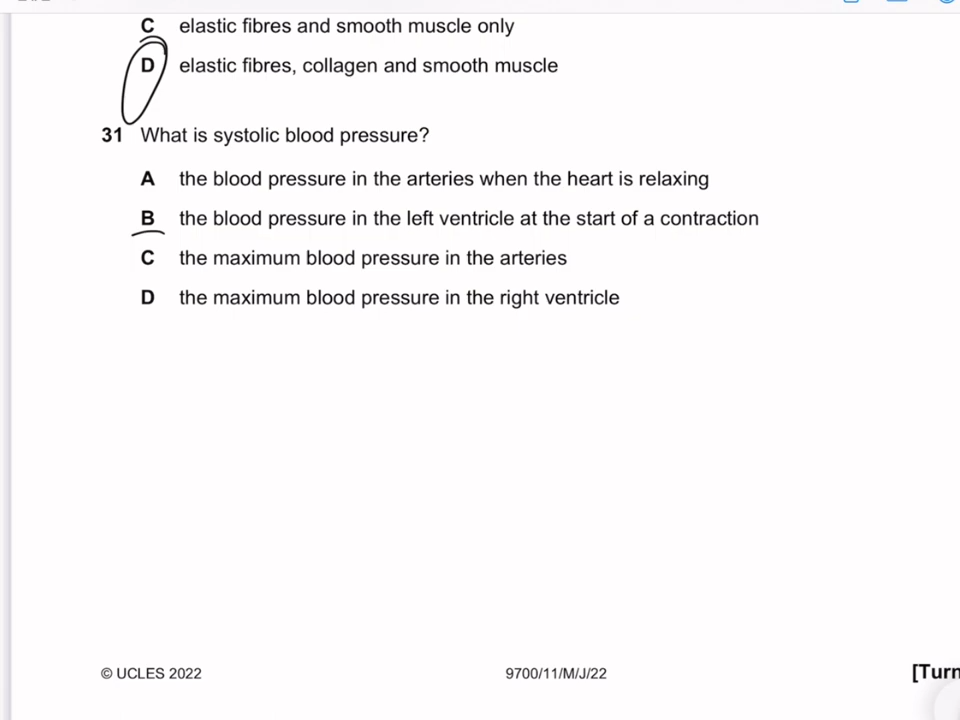 C elastic fibres and smooth muscle only
D elastic fibres, collagen and smooth muscle
31 What is systolic blood pressure?
A the blood pressure in the arteries when the heart is relaxing
B the blood pressure in the left ventricle at the start of a contraction
C the maximum blood pressure in the arteries
D the maximum blood pressure in the right ventricle
© UCLES 2022 9700/11/M/J/22 [Turn